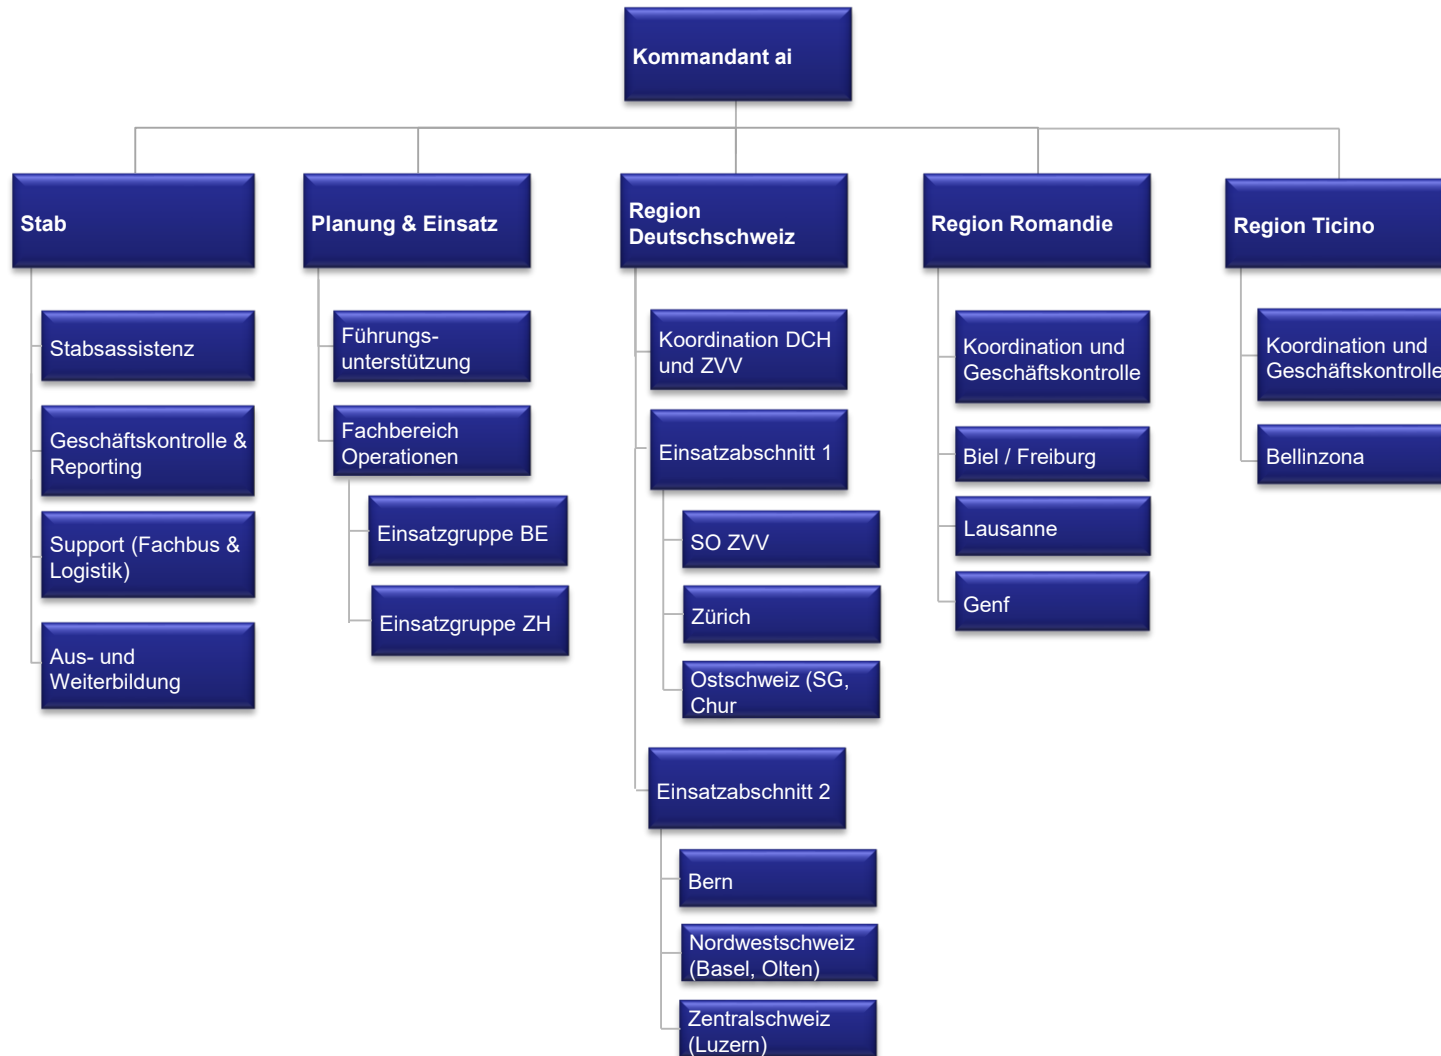 Kommandant ai
Stab
Stabsassistenz
Geschäftskontrolle &
Reporting
Support (Fachbus &
Logistik)
Aus- und
Weiterbildung
Planung & Einsatz
Führungs-
unterstützung
Fachbereich
Operationen
Einsatzgruppe BE
Einsatzgruppe ZH
Region
Deutschschweiz
Koordination DCH
und ZVV
Einsatzabschnitt 1
SO ZVV
Zürich
Ostschweiz (SG,
Chur
Einsatzabschnitt 2
Bern
Nordwestschweiz
(Basel, Olten)
Zentralschweiz
(Luzern)
Region Romandie
Koordination und
Geschäftskontrolle
Biel / Freiburg
Lausanne
Genf
Region Ticino
Koordination und
Geschäftskontrolle
Bellinzona